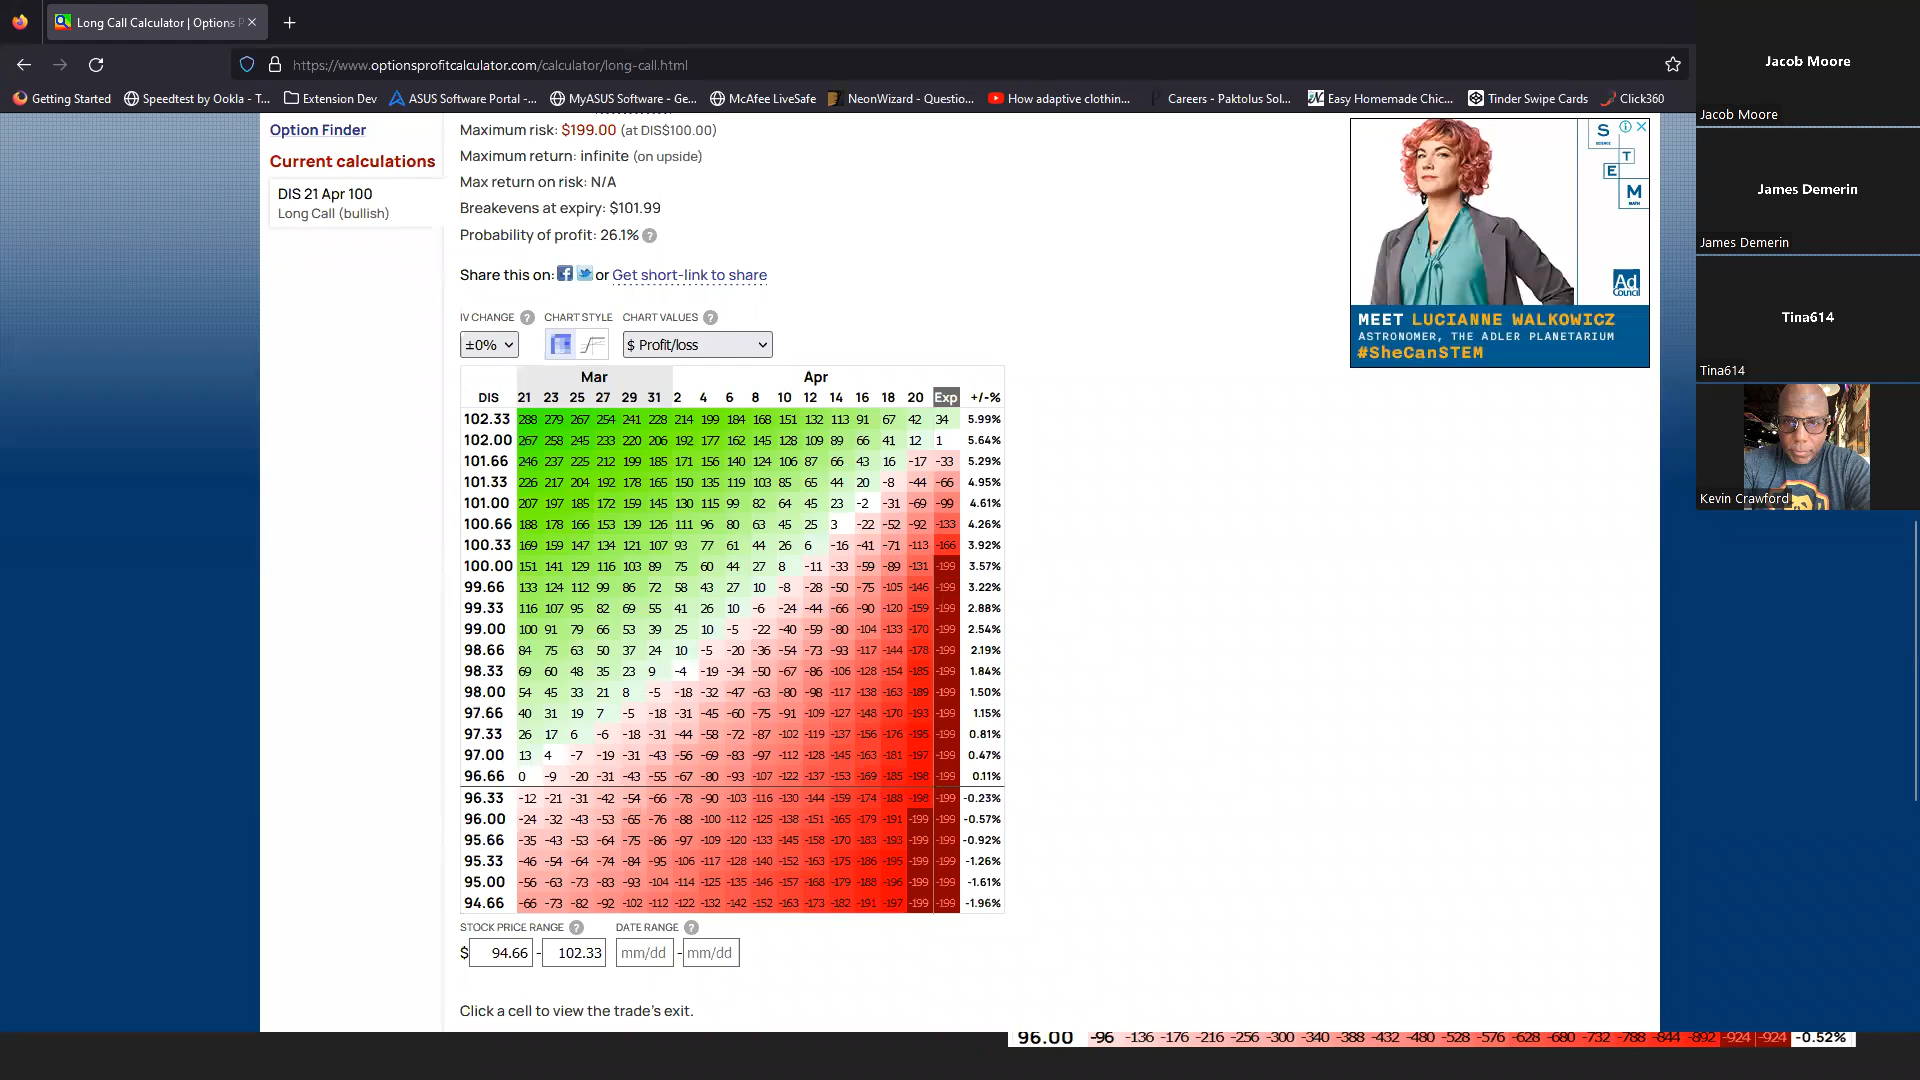 Long Call Calculator | Options P
https://www.optionsprofitcalculator.com/calculator/long-call.html
Getting Started Speedtest by Ookla - T... Extension Dev ASUS Software Portal -... MyASUS Software - Ge... McAfee LiveSafe NeonWizard - Questio... How adaptive clothin... Careers - Paktolus Sol... Easy Homemade Chic... Tinder Swipe Cards Click360
Option Finder
Current calculations
DIS 21 Apr 100
Long Call (bullish)
Maximum risk: $199.00 (at DIS$100.00)
Maximum return: infinite (on upside)
Max return on risk: N/A
Breakevens at expiry: $101.99
Probability of profit: 26.1% ?
Share this on: or Get short-link to share
IV CHANGE ? CHART STYLE CHART VALUES ?
±0% $ Profit/loss
Mar Apr
DIS 21 23 25 27 29 31 2 4 6 8 10 12 14 16 18 20 Exp +/-%
102.33 288 279 267 254 241 228 214 199 184 168 151 132 113 91 67 42 34 5.99%
102.00 267 258 245 233 220 206 192 177 162 145 128 109 89 66 41 12 1 5.64%
101.66 246 237 225 212 199 185 171 156 140 124 106 87 66 43 16 -17 -33 5.29%
101.33 226 217 204 192 178 165 150 135 119 103 85 65 44 20 -8 -44 -66 4.95%
101.00 207 197 185 172 159 145 130 115 99 82 64 45 23 -2 -31 -69 -99 4.61%
100.66 188 178 166 153 139 126 111 96 80 63 45 25 3 -22 -52 -92 -133 4.26%
100.33 169 159 147 134 121 107 93 77 61 44 26 6 -16 -41 -71 -113 -166 3.92%
100.00 151 141 129 116 103 89 75 60 44 27 8 -11 -33 -59 -89 -131 -199 3.57%
99.66 133 124 112 99 86 72 58 43 27 10 -8 -28 -50 -75 -105 -146 -199 3.22%
99.33 116 107 95 82 69 55 41 26 10 -6 -24 -44 -66 -90 -120 -159 -199 2.88%
99.00 100 91 79 66 53 39 25 10 -5 -22 -40 -59 -80 -104 -133 -170 -199 2.54%
98.66 84 75 63 50 37 24 10 -5 -20 -36 -54 -73 -93 -117 -144 -178 -199 2.19%
98.33 69 60 48 35 23 9 -4 -19 -34 -50 -67 -86 -106 -128 -154 -185 -199 1.84%
98.00 54 45 33 21 8 -5 -18 -32 -47 -63 -80 -98 -117 -138 -163 -189 -199 1.50%
97.66 40 31 19 7 -5 -18 -31 -45 -60 -75 -91 -109 -127 -148 -170 -193 -199 1.15%
97.33 26 17 6 -6 -18 -31 -44 -58 -72 -87 -102 -119 -137 -156 -176 -195 -199 0.81%
97.00 13 4 -7 -19 -31 -43 -56 -69 -83 -97 -112 -128 -145 -163 -181 -197 -199 0.47%
96.66 0 -9 -20 -31 -43 -55 -67 -80 -93 -107 -122 -137 -153 -169 -185 -198 -199 0.11%
96.33 -12 -21 -31 -42 -54 -66 -78 -90 -103 -116 -130 -144 -159 -174 -188 -198 -199 -0.23%
96.00 -24 -32 -43 -53 -65 -76 -88 -100 -112 -125 -138 -151 -165 -179 -191 -199 -199 -0.57%
95.66 -35 -43 -53 -64 -75 -86 -97 -109 -120 -133 -145 -158 -170 -183 -193 -199 -199 -0.92%
95.33 -46 -54 -64 -74 -84 -95 -106 -117 -128 -140 -152 -163 -175 -186 -195 -199 -199 -1.26%
95.00 -56 -63 -73 -83 -93 -104 -114 -125 -135 -146 -157 -168 -179 -188 -196 -199 -199 -1.61%
94.66 -66 -73 -82 -92 -102 -112 -122 -132 -142 -152 -163 -173 -182 -191 -197 -199 -199 -1.96%
STOCK PRICE RANGE ? DATE RANGE ?
$ 94.66 - 102.33 mm/dd - mm/dd
Click a cell to view the trade's exit.
S SCIENCE
T
E
M MATH
Ad Council
MEET LUCIANNE WALKOWICZ
ASTRONOMER, THE ADLER PLANETARIUM
#SheCanSTEM
Jacob Moore
Jacob Moore
James Demerin
James Demerin
Tina614
Tina614
Kevin Crawford
96.00 -96 -136 -176 -216 -256 -300 -340 -388 -432 -480 -528 -576 -628 -680 -732 -788 -844 -892 -924 -924 -0.52%